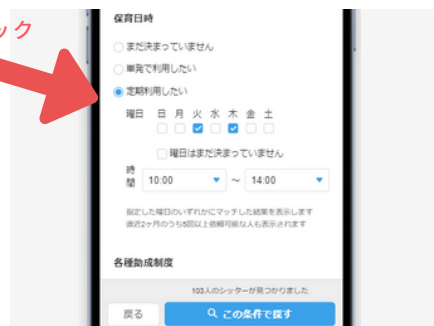 保育日時
ック
まだ決まっていません
単発で利用したい
定期利用したい
曜日 日 月 火 水 木 金 土
曜日はまだ決まっていません
時間 10:00 ~ 14:00
指定した曜日のいずれかにマッチした結果を表示します
直近2ヶ月のうち5回以上依頼可能な人も表示されます
各種助成制度
103人のシッターが見つかりました
戻る この条件で探す